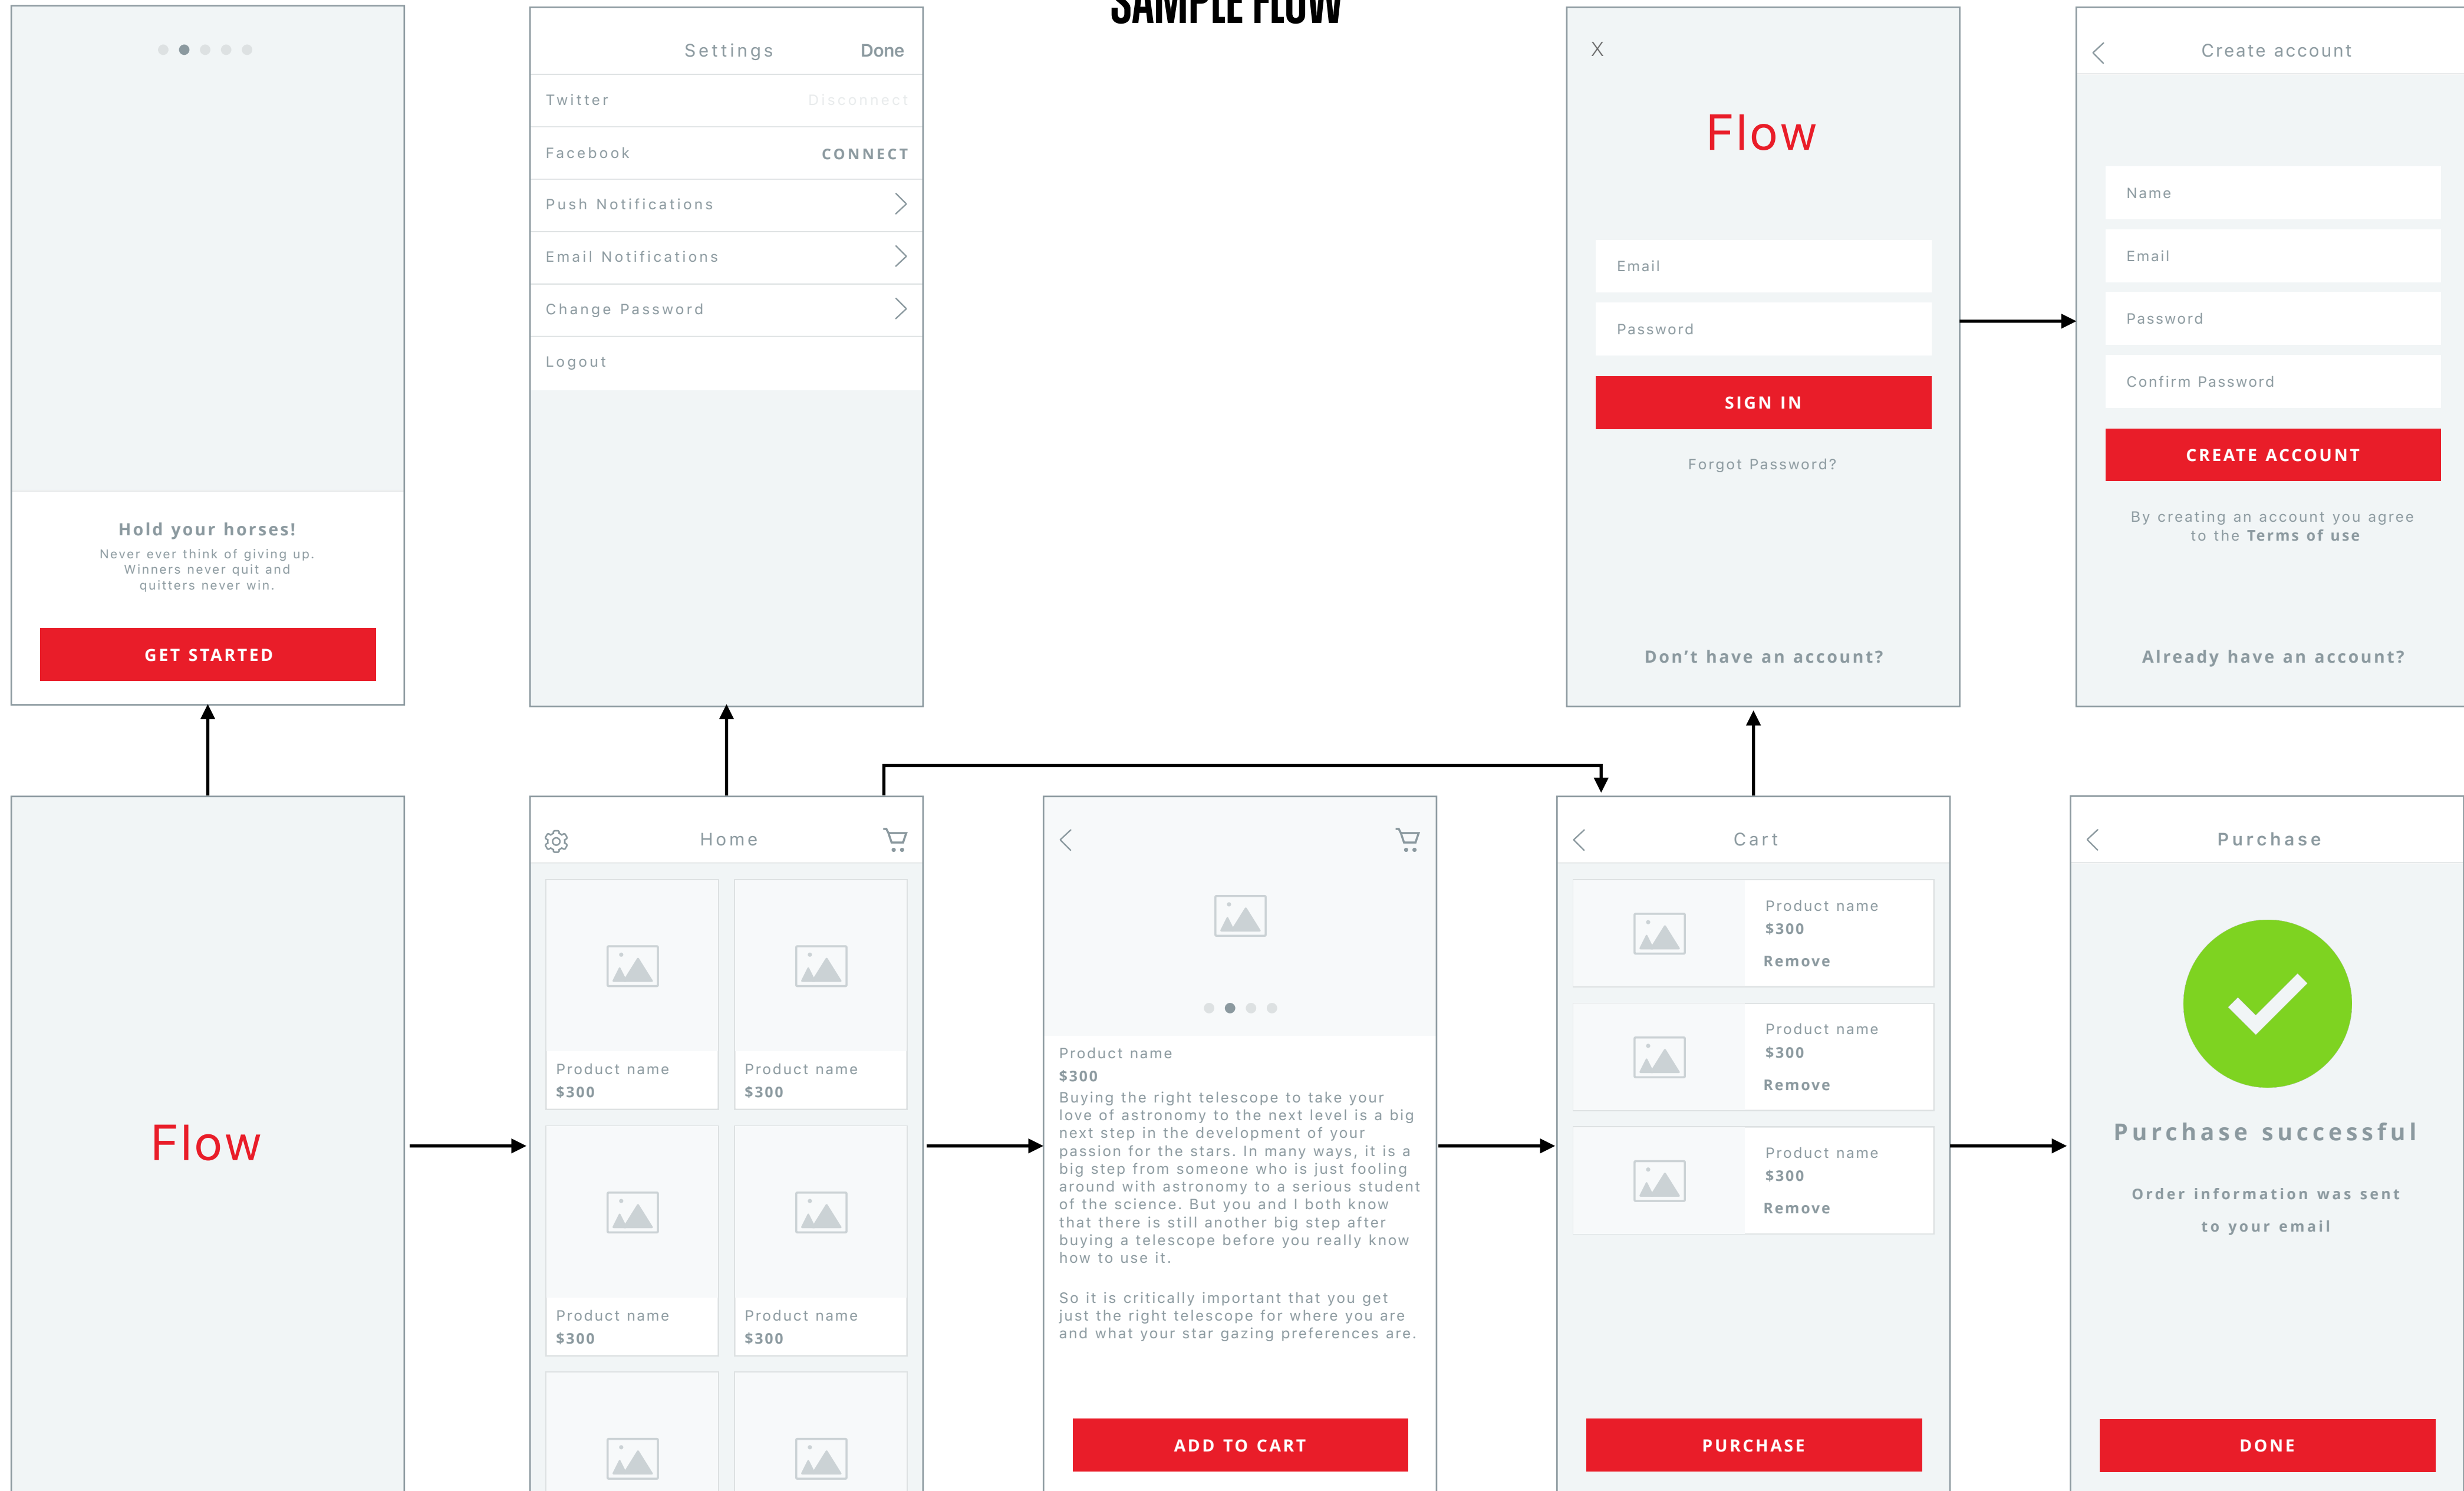 SAMPLE FLOW
Hold your horses!
Never ever think of giving up.
Winners never quit and
quitters never win.
GET STARTED
Settings
Done
Twitter
Disconnect
Facebook
CONNECT
Push Notifications
Email Notifications
Change Password
Logout
X
Flow
Email
Password
SIGN IN
Forgot Password?
Don’t have an account?
Create account
Name
Email
Password
Confirm Password
CREATE ACCOUNT
By creating an account you agree
to the Terms of use
Already have an account?
Flow
Home
Product name
$300
Product name
$300
Product name
$300
Product name
$300
Product name
$300
Buying the right telescope to take your
love of astronomy to the next level is a big
next step in the development of your
passion for the stars. In many ways, it is a
big step from someone who is just fooling
around with astronomy to a serious student
of the science. But you and I both know
that there is still another big step after
buying a telescope before you really know
how to use it.
So it is critically important that you get
just the right telescope for where you are
and what your star gazing preferences are.
ADD TO CART
Cart
Product name
$300
Remove
Product name
$300
Remove
Product name
$300
Remove
PURCHASE
Purchase
Purchase successful
Order information was sent
to your email
DONE